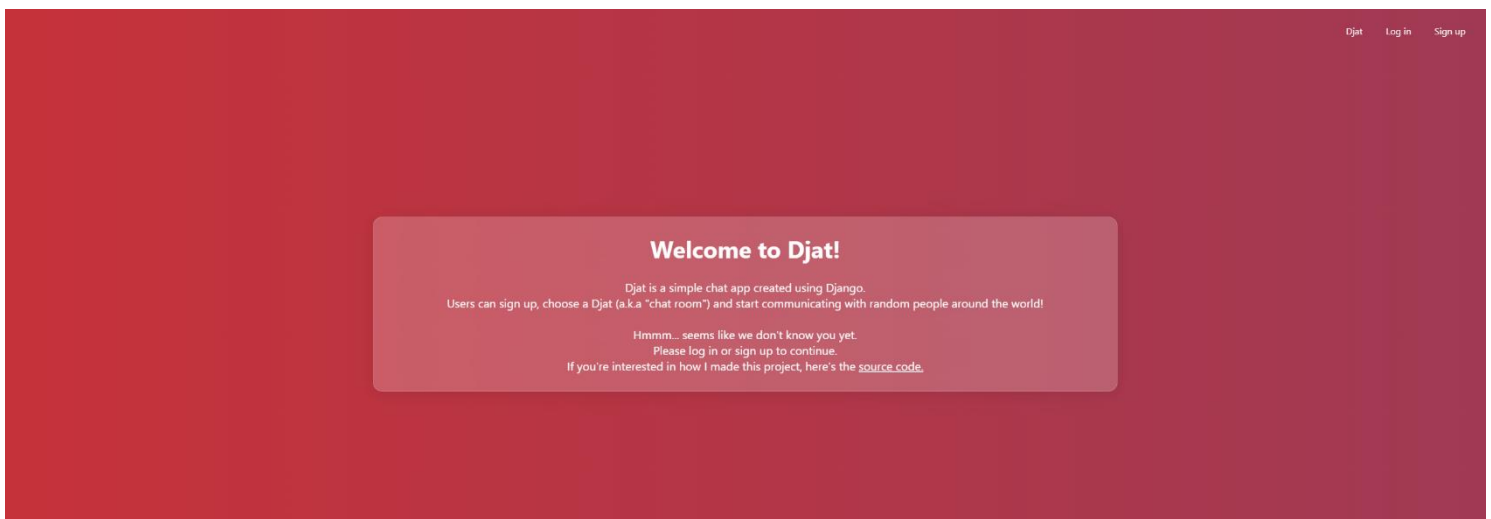 Djat Log in Sign up
Welcome to Djat!
Djat is a simple chat app created using Django.
Users can sign up, choose a Djat (a.k.a "chat room") and start communicating with random people around the world!
Hmmm... seems like we don't know you yet.
Please log in or sign up to continue.
If you're interested in how I made this project, here's the source code.